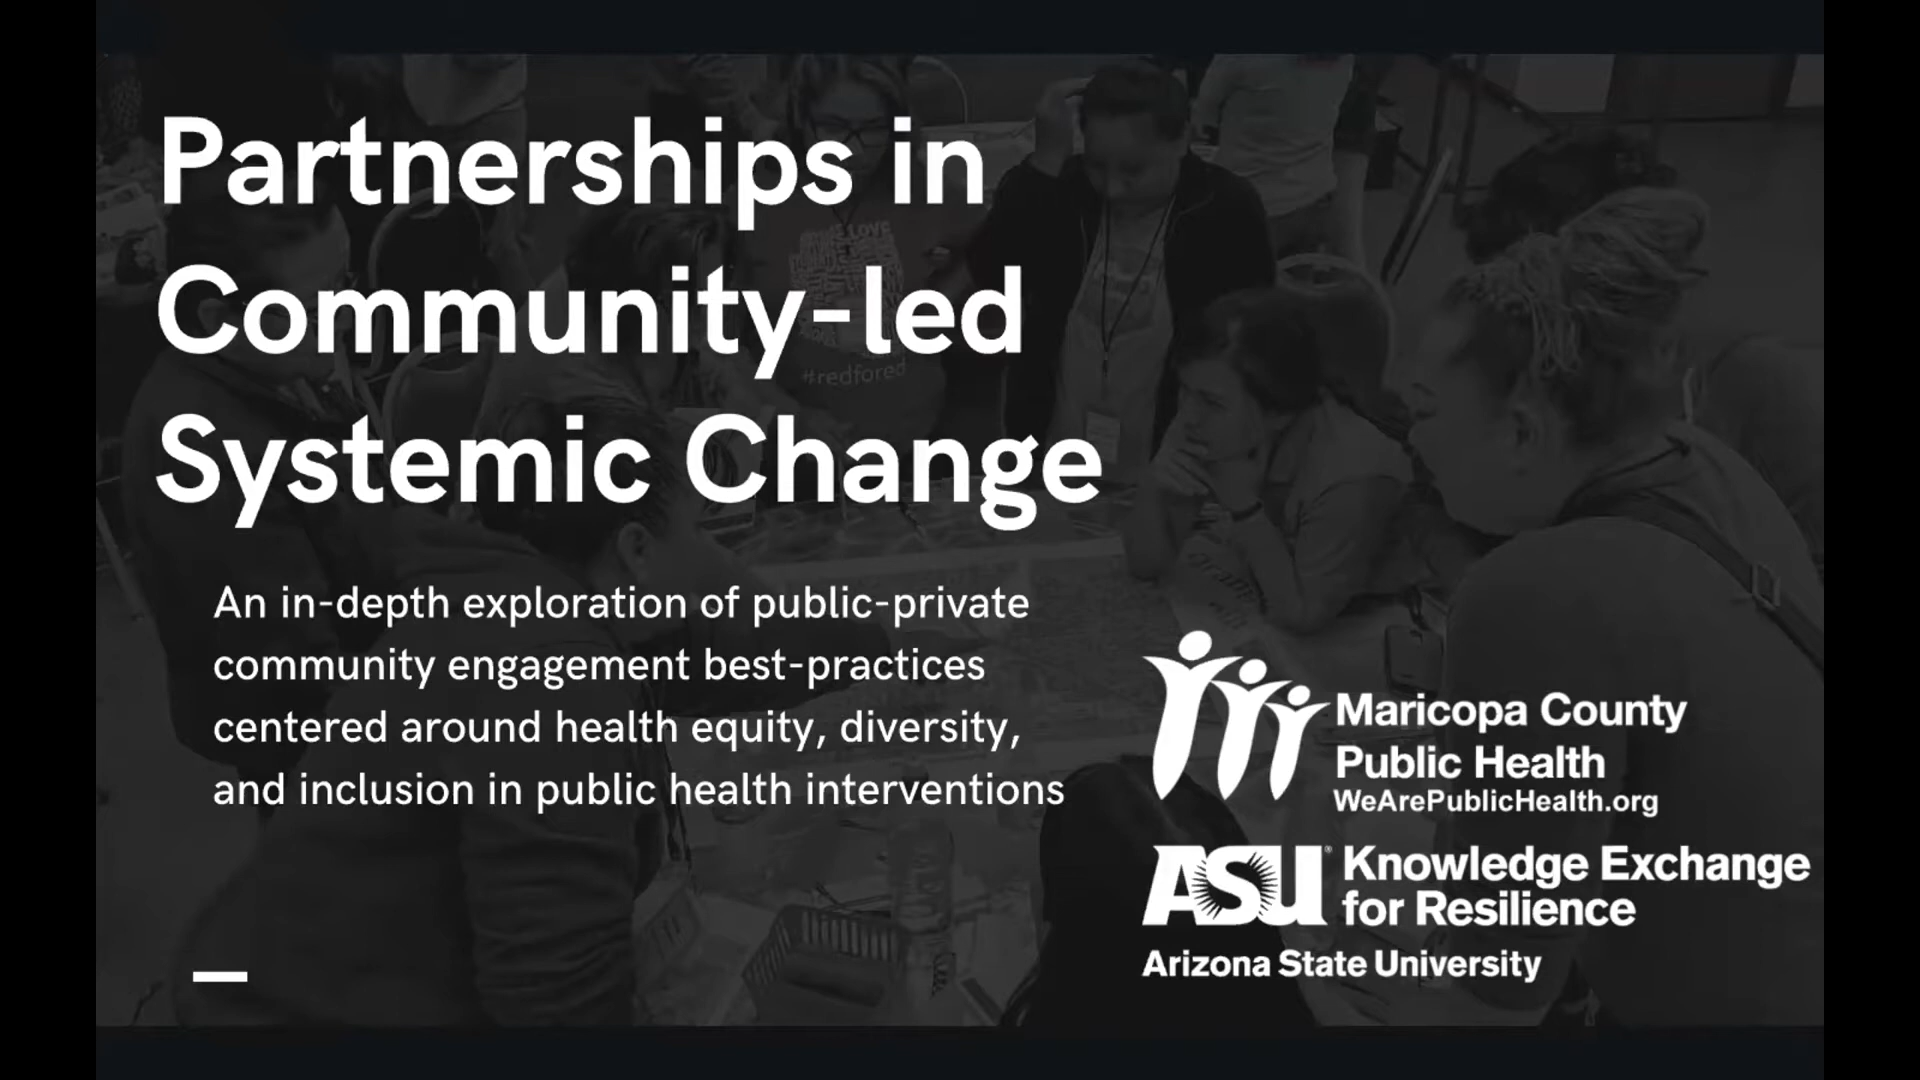 Partnerships in
Community-led
Systemic Change
An in-depth exploration of public-private
community engagement best-practices
centered around health equity, diversity,
and inclusion in public health interventions
Maricopa County
Public Health
WeArePublicHealth.org
ASU Knowledge Exchange
for Resilience
Arizona State University
LOVE
#redfored